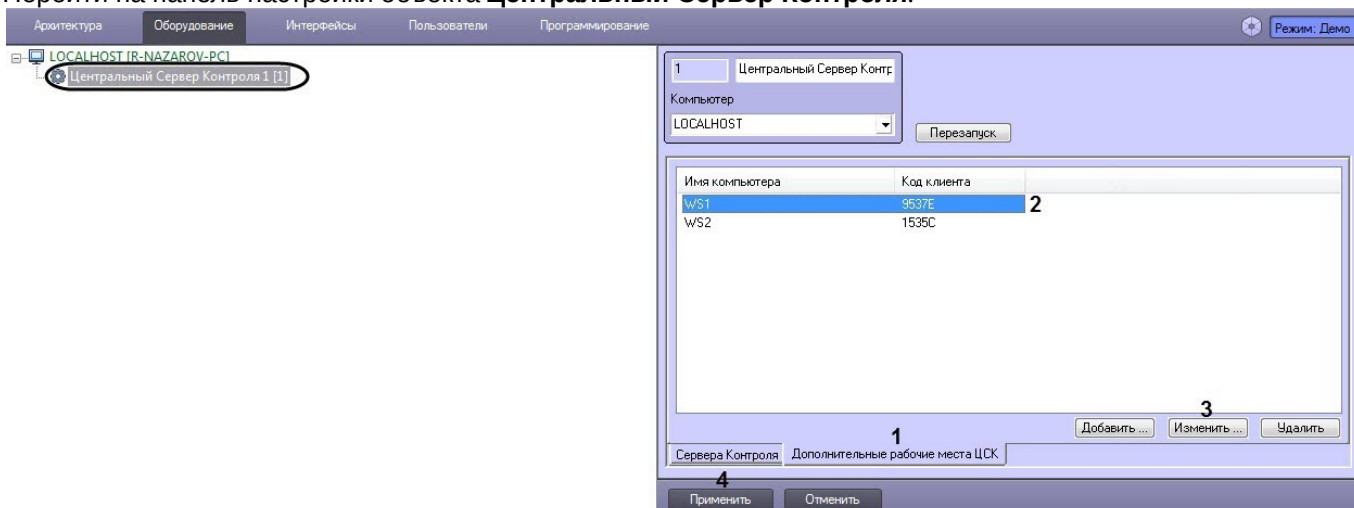 Перейти на панель настройки объекта Центральный Сервер Контроля.
Архитектура Оборудование Интерфейсы Пользователи Программирование Режим: Демо
LOCALHOST [R-NAZAROV-PC]
Центральный Сервер Контроля 1 [1]
1 Центральный Сервер Контр
Компьютер
LOCALHOST Перезапуск
Имя компьютера Код клиента
WS1 9537E 2
WS2 1535C
3
Добавить ... Изменить ... Удалить
1
Сервера Контроля Дополнительные рабочие места ЦСК
4
Применить Отменить